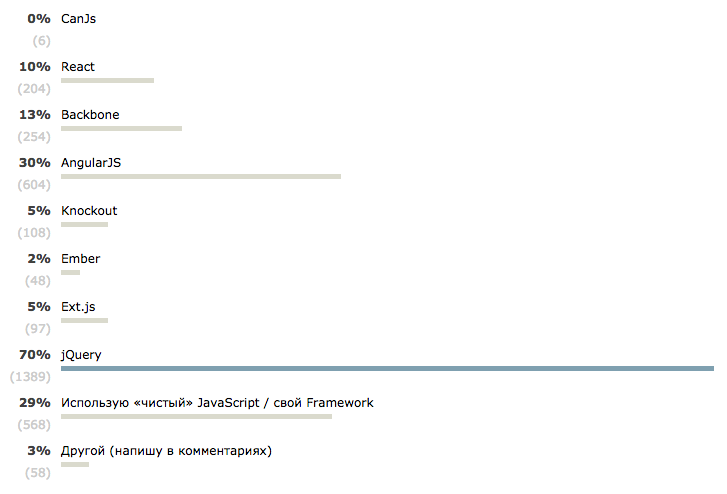 0% CanJs
(6)
10% React
(204)
13% Backbone
(254)
30% AngularJS
(604)
5% Knockout
(108)
2% Ember
(48)
5% Ext.js
(97)
70% jQuery
(1389)
29% Использую «чистый» JavaScript / свой Framework
(568)
3% Другой (напишу в комментариях)
(58)